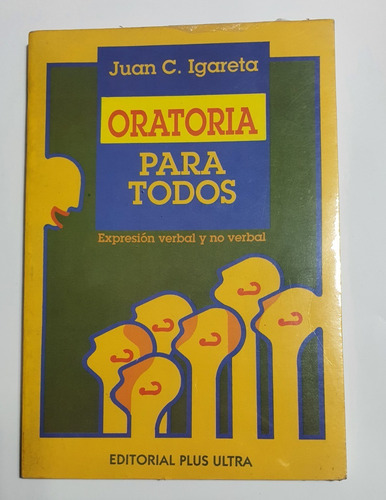 Juan C. Igareta
ORATORIA
PARA
TODOS
Expresión verbal y no verbal
EDITORIAL PLUS ULTRA